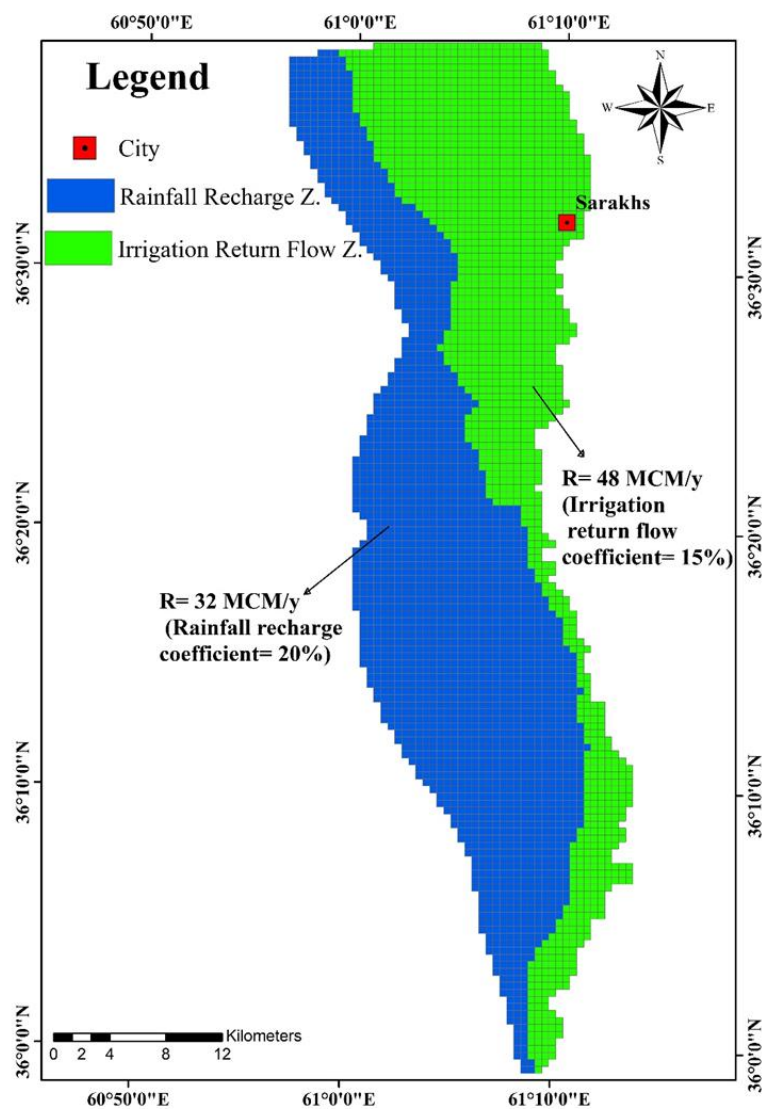 60°50'0"E 61°0'0"E 61°10'0"E
Legend
City
Rainfall Recharge Z.
Irrigation Return Flow Z.
N
W E
S
Sarakhs
36°30'0"N
36°30'0"N
R= 48 MCM/y
(Irrigation
return flow
coefficient= 15%)
36°20'0"N
36°20'0"N
R= 32 MCM/y
(Rainfall recharge
coefficient= 20%)
36°10'0"N
36°10'0"N
36°0'0"N
36°0'0"N
Kilometers
0 2 4 8 12
60°50'0"E 61°0'0"E 61°10'0"E